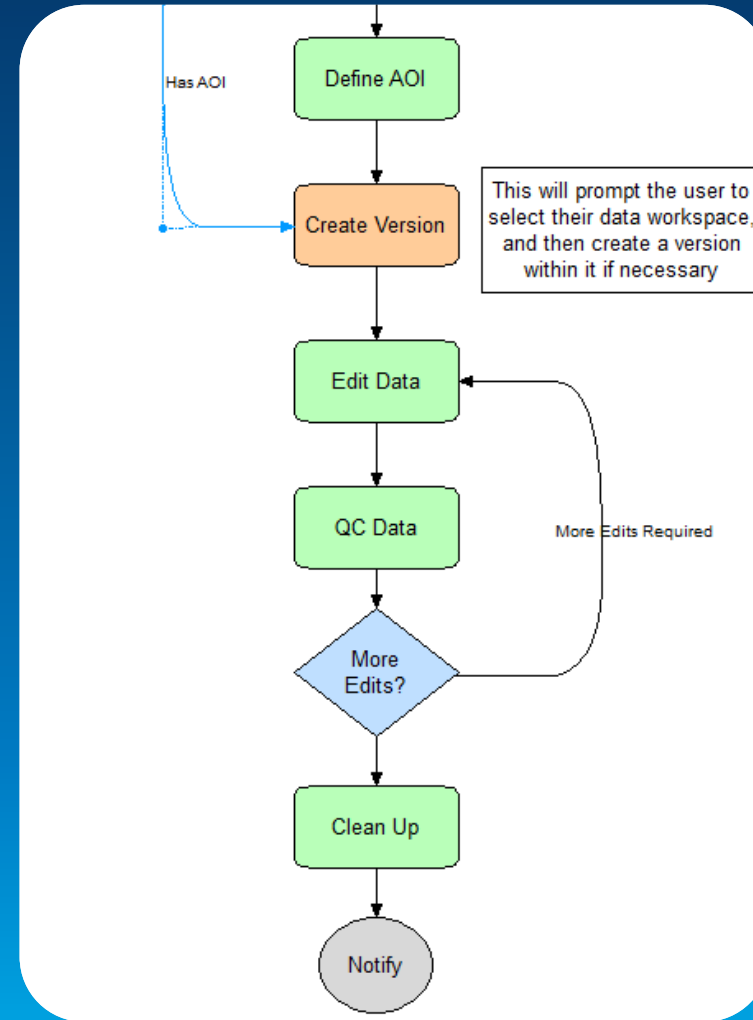 Define AOI
Has AOI
Create Version
This will prompt the user to
select their data workspace,
and then create a version
within it if necessary
Edit Data
QC Data
More Edits Required
More
Edits?
Clean Up
Notify